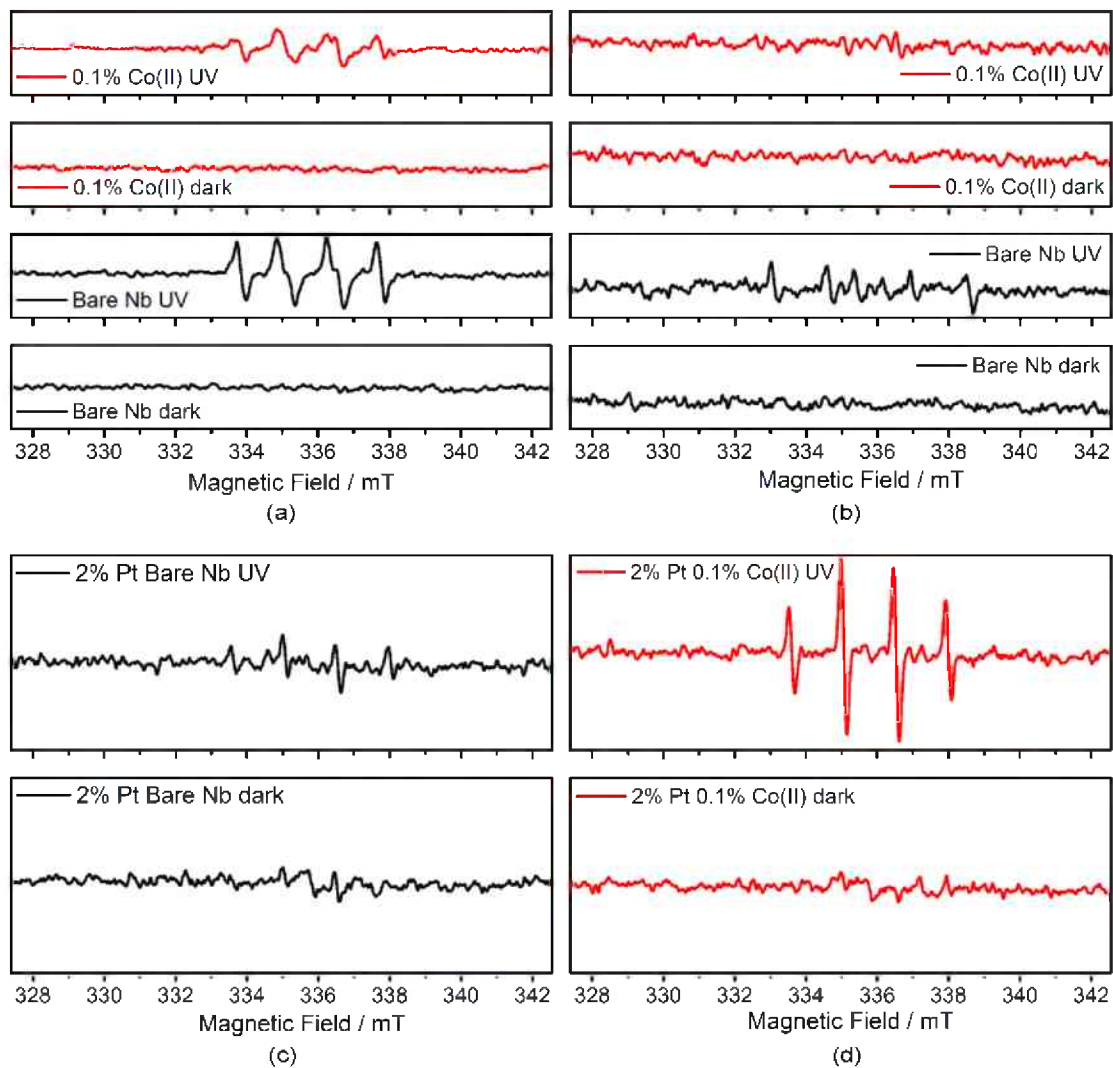 0.1% Co(II) UV
0.1% Co(II) dark
Bare Nb UV
Bare Nb dark
328 330 332 334 336 338 340 342
Magnetic Field / mT
(a)
0.1% Co(II) UV
0.1% Co(II) dark
Bare Nb UV
Bare Nb dark
328 330 332 334 336 338 340 342
Magnetic Field / mT
(b)
2% Pt Bare Nb UV
2% Pt Bare Nb dark
328 330 332 334 336 338 340 342
Magnetic Field / mT
(c)
2% Pt 0.1% Co(II) UV
2% Pt 0.1% Co(II) dark
328 330 332 334 336 338 340 342
Magnetic Field / mT
(d)